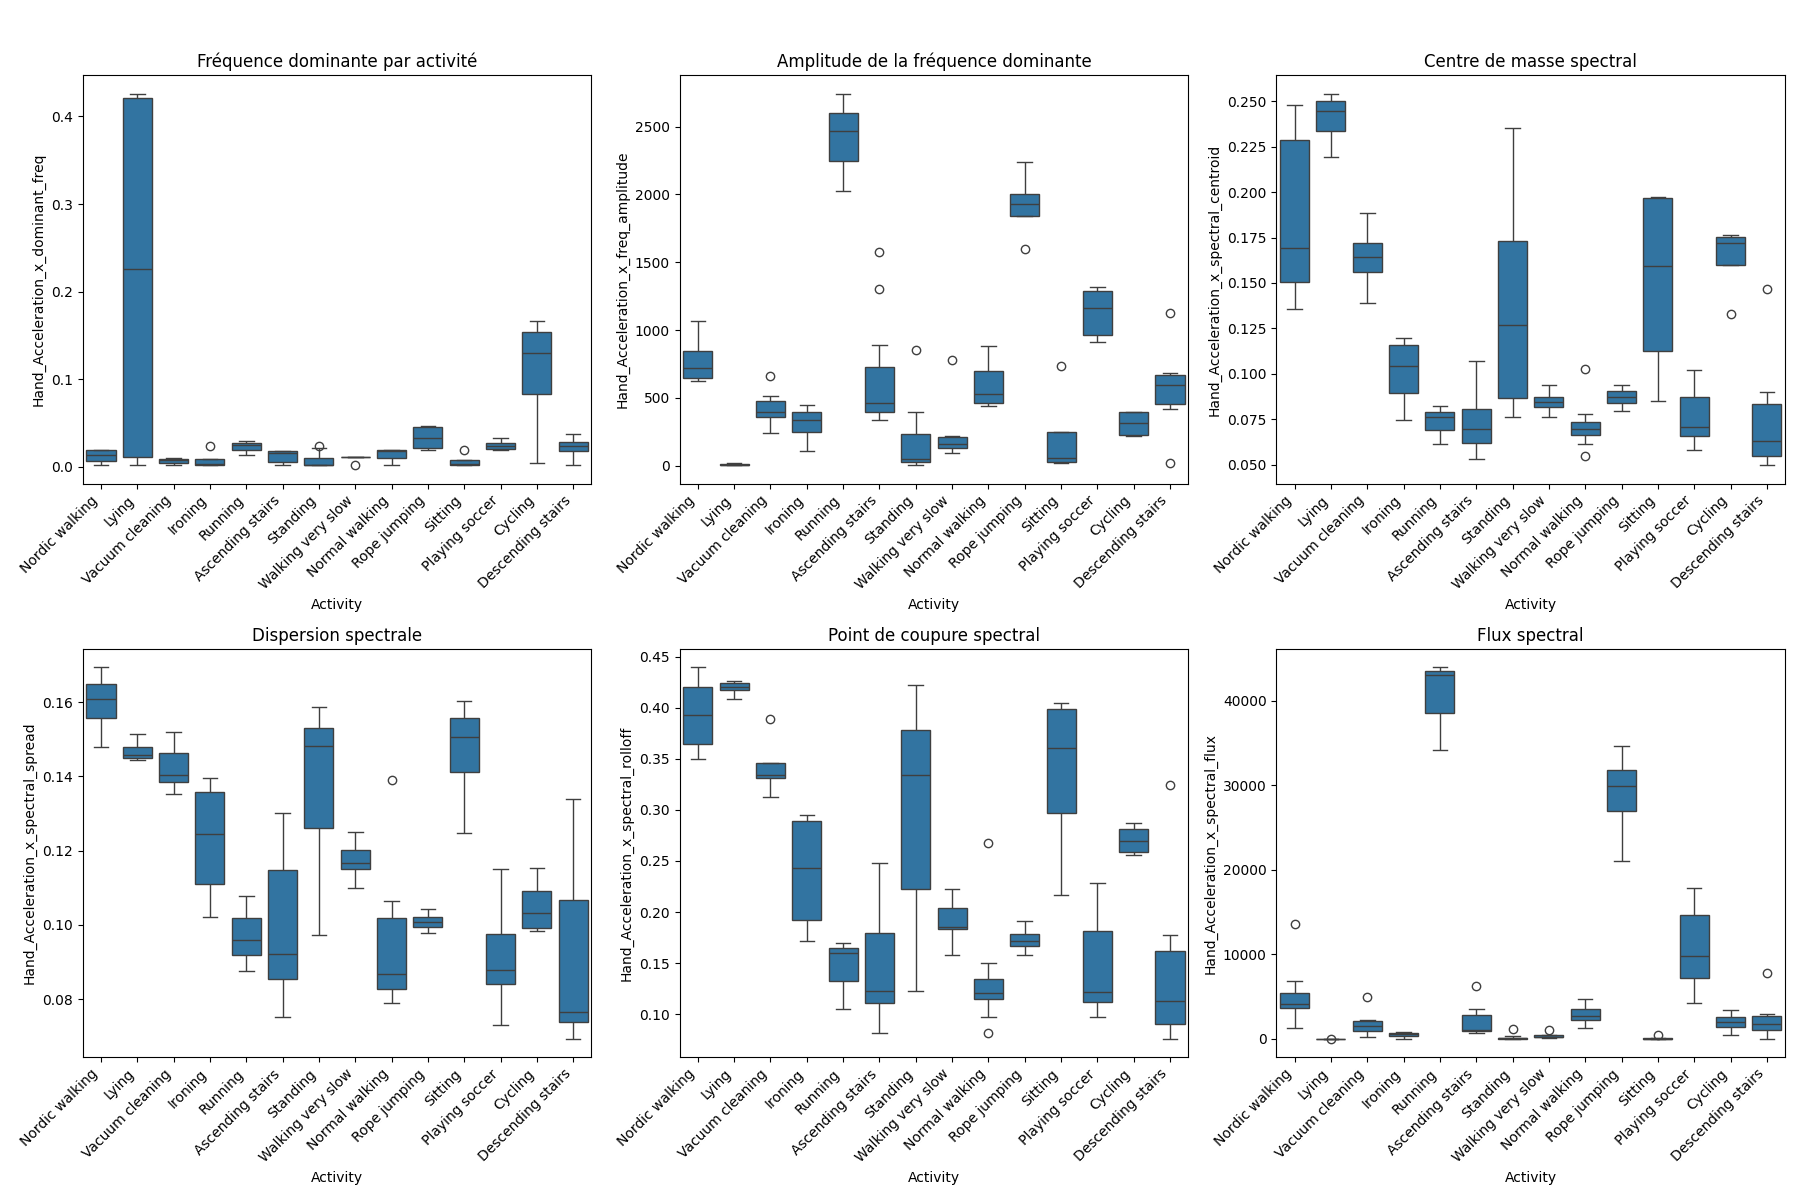 Fréquence dominante par activité
Hand_Acceleration_x_dominant_freq
0.4
0.3
0.2
0.1
0.0
Nordic walking
Lying
Vacuum cleaning
Ironing
Running
Ascending stairs
Standing
Walking very slow
Normal walking
Rope jumping
Sitting
Playing soccer
Cycling
Descending stairs
Activity
Amplitude de la fréquence dominante
Hand_Acceleration_x_freq_amplitude
2500
2000
1500
1000
500
0
Nordic walking
Lying
Vacuum cleaning
Ironing
Running
Ascending stairs
Standing
Walking very slow
Normal walking
Rope jumping
Sitting
Playing soccer
Cycling
Descending stairs
Activity
Centre de masse spectral
Hand_Acceleration_x_spectral_centroid
0.250
0.225
0.200
0.175
0.150
0.125
0.100
0.075
0.050
Nordic walking
Lying
Vacuum cleaning
Ironing
Running
Ascending stairs
Standing
Walking very slow
Normal walking
Rope jumping
Sitting
Playing soccer
Cycling
Descending stairs
Activity
Dispersion spectrale
Hand_Acceleration_x_spectral_spread
0.16
0.14
0.12
0.10
0.08
Nordic walking
Lying
Vacuum cleaning
Ironing
Running
Ascending stairs
Standing
Walking very slow
Normal walking
Rope jumping
Sitting
Playing soccer
Cycling
Descending stairs
Activity
Point de coupure spectral
Hand_Acceleration_x_spectral_rolloff
0.45
0.40
0.35
0.30
0.25
0.20
0.15
0.10
Nordic walking
Lying
Vacuum cleaning
Ironing
Running
Ascending stairs
Standing
Walking very slow
Normal walking
Rope jumping
Sitting
Playing soccer
Cycling
Descending stairs
Activity
Flux spectral
Hand_Acceleration_x_spectral_flux
40000
30000
20000
10000
0
Nordic walking
Lying
Vacuum cleaning
Ironing
Running
Ascending stairs
Standing
Walking very slow
Normal walking
Rope jumping
Sitting
Playing soccer
Cycling
Descending stairs
Activity